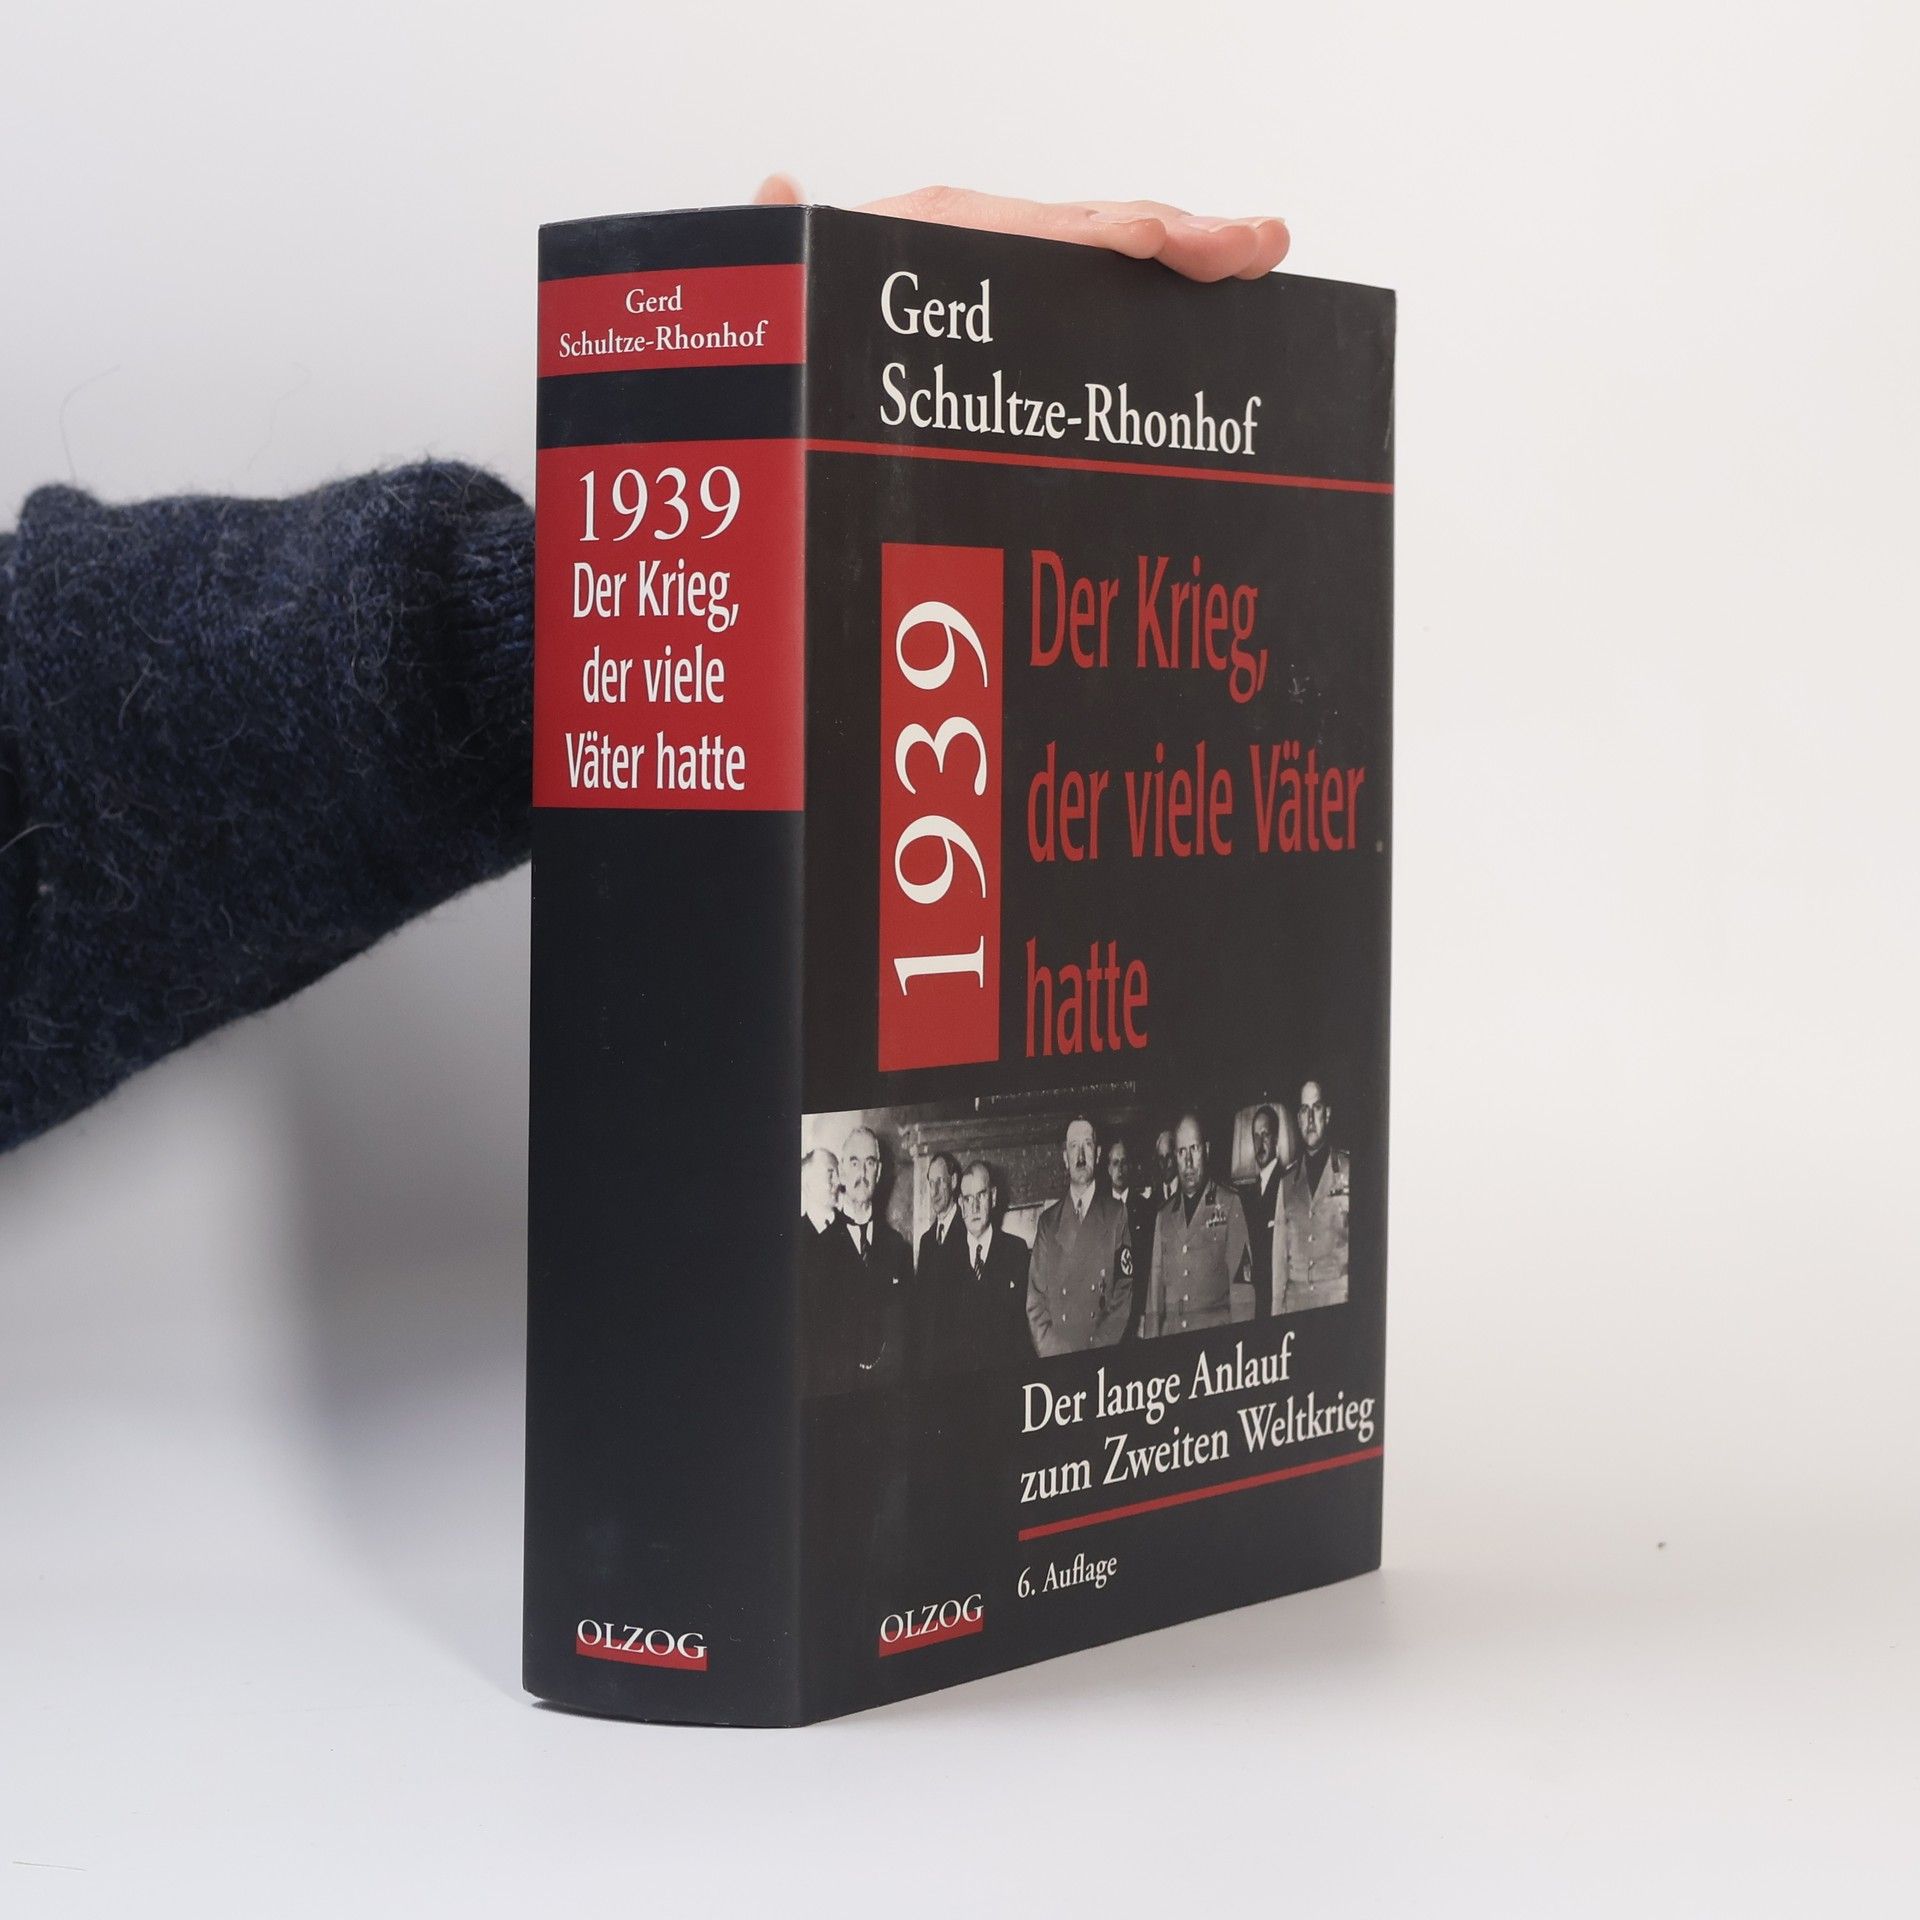 Gerd
Schultze-Rhonhof
1939
Der Krieg,
der viele
Väter hatte
OLZOG
Gerd
Schultze-Rhonhof
1939
Der Krieg,
der viele Väter
hatte
Der lange Anlauf
zum Zweiten Weltkrieg
6. Auflage
OLZOG